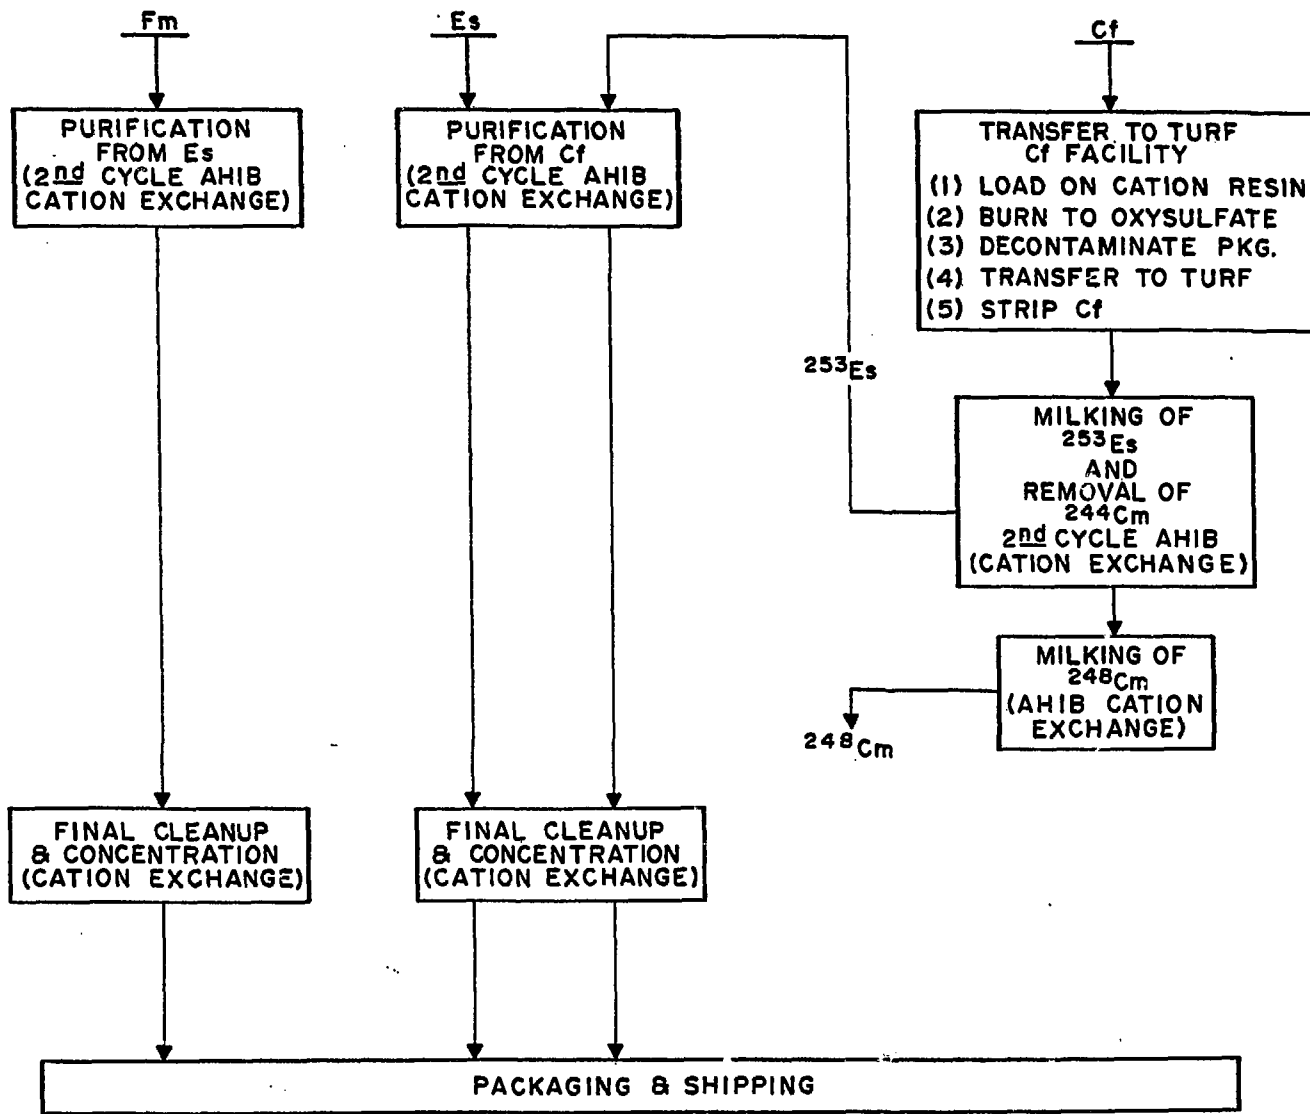 Fm
Es
Cf
PURIFICATION
FROM Es
(2nd CYCLE AHIB
CATION EXCHANGE)
PURIFICATION
FROM Cf
(2nd CYCLE AHIB
CATION EXCHANGE)
TRANSFER TO TURF
Cf FACILITY
(1) LOAD ON CATION RESIN
(2) BURN TO OXYSULFATE
(3) DECONTAMINATE PKG.
(4) TRANSFER TO TURF
(5) STRIP Cf
253Es
MILKING OF
253Es
AND
REMOVAL OF
244Cm
2nd CYCLE AHIB
(CATION EXCHANGE)
MILKING OF
248Cm
(AHIB CATION
EXCHANGE)
248Cm
FINAL CLEANUP
& CONCENTRATION
(CATION EXCHANGE)
FINAL CLEANUP
& CONCENTRATION
(CATION EXCHANGE)
PACKAGING & SHIPPING